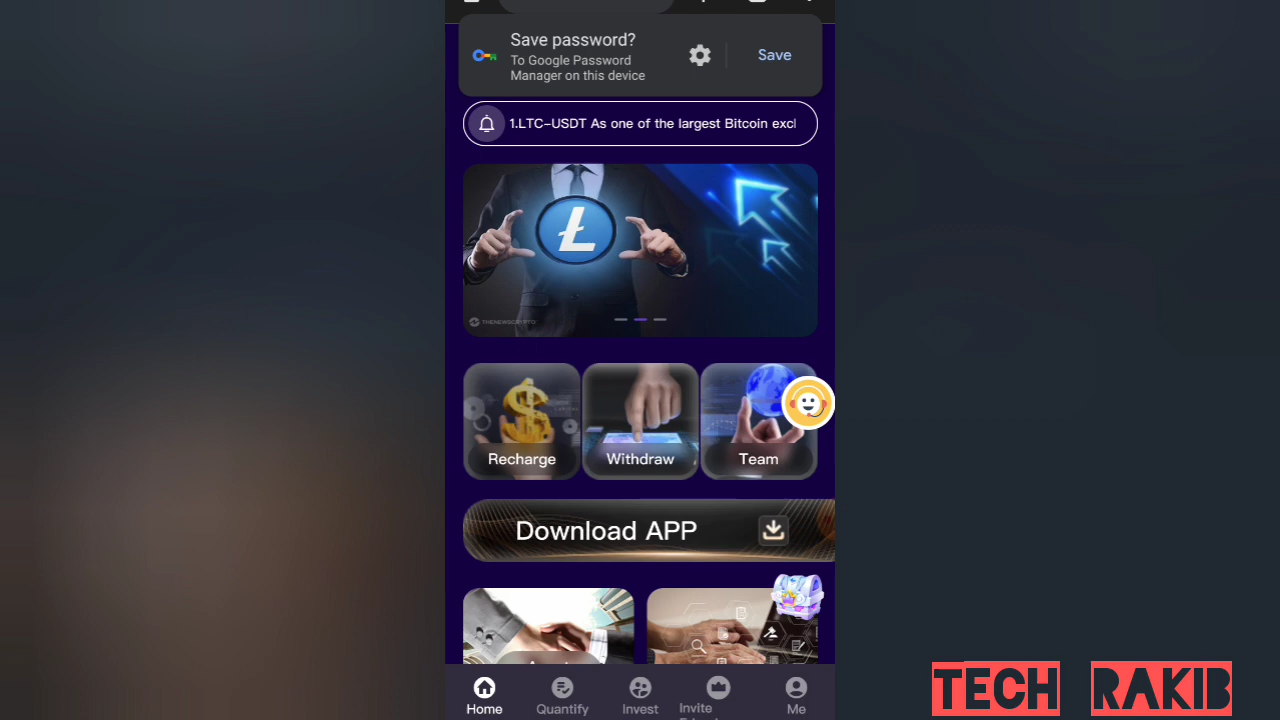 Save password?
To Google Password
Manager on this device
Save
1.LTC-USDT As one of the largest Bitcoin excl
THENEWSCRYPTO
Recharge
Withdraw
Team
Download APP
Home
Quantify
Invest
Invite
Me
TECH RAKIB